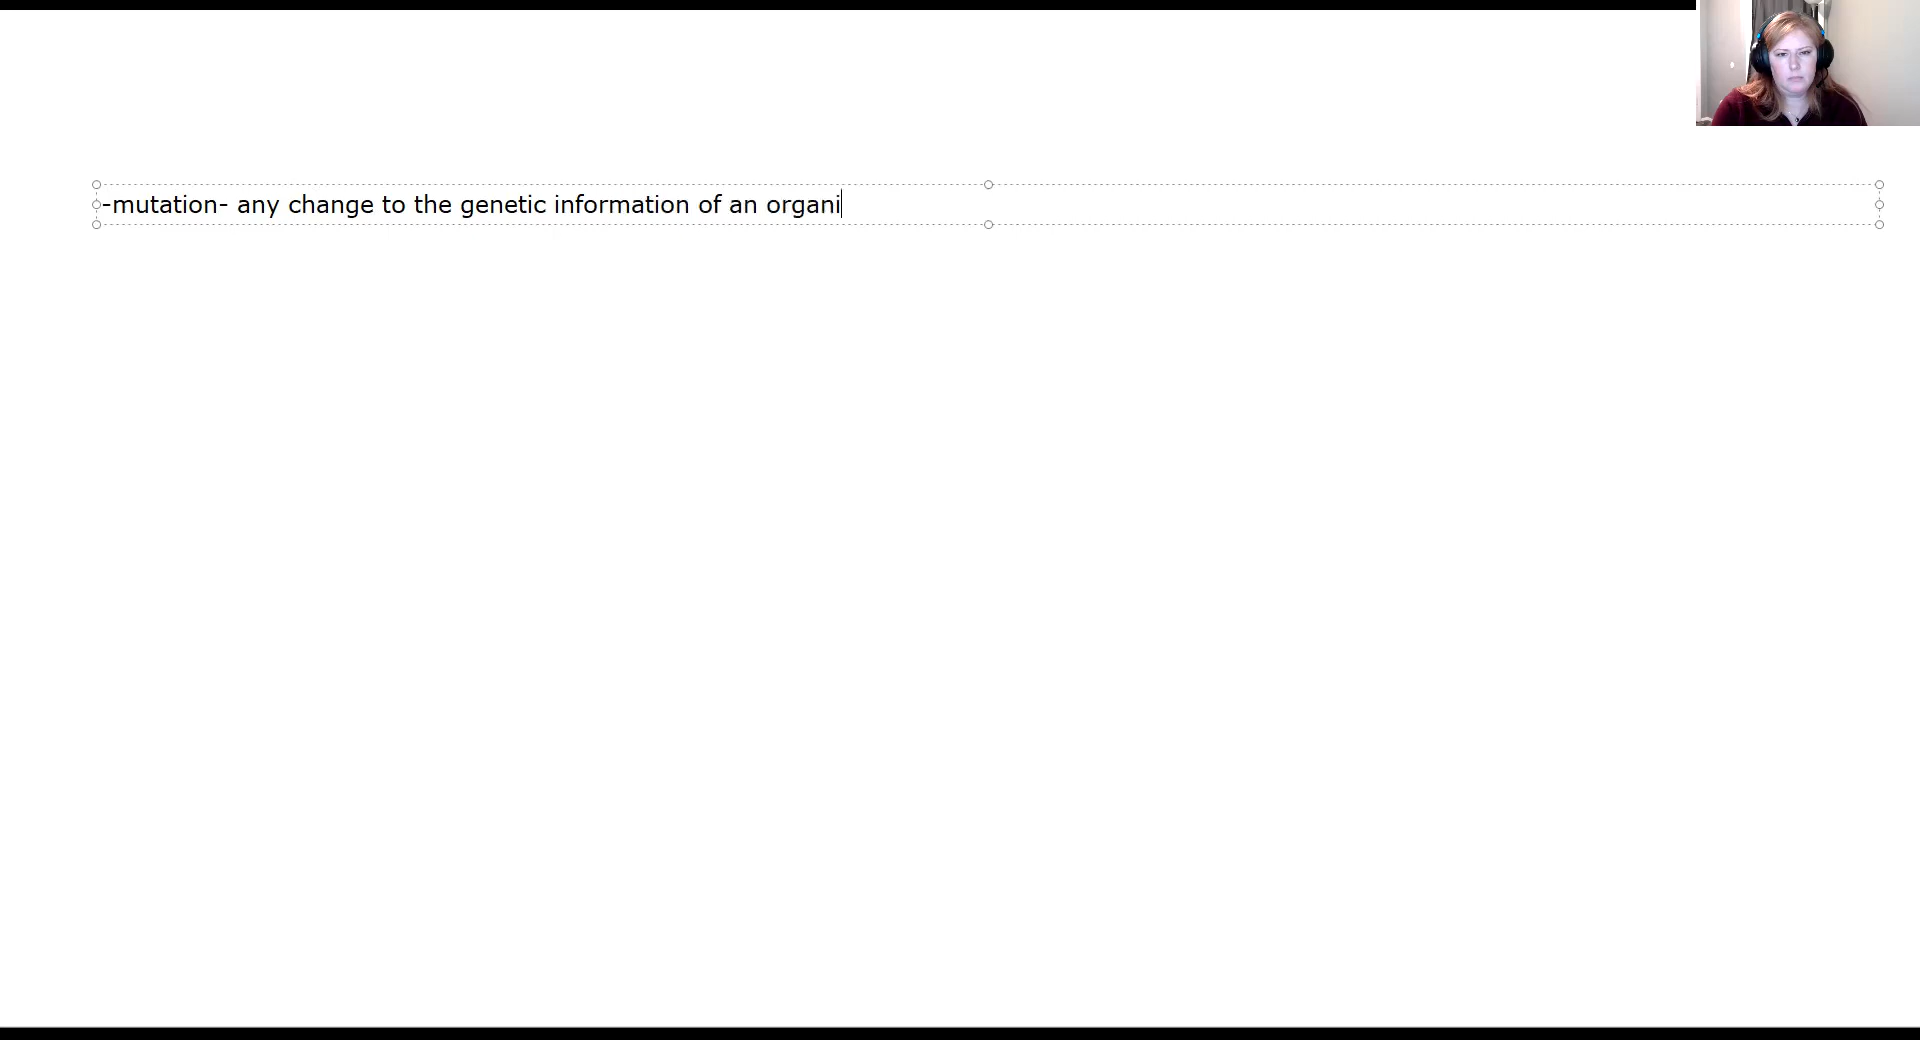 -mutation- any change to the genetic information of an organi